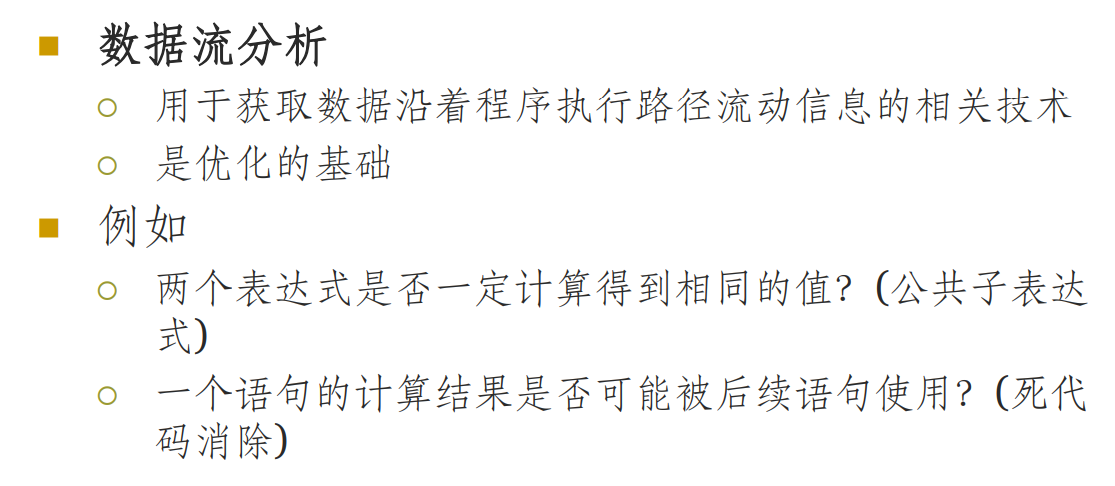 数据流分析
用于获取数据沿着程序执行路径流动信息的相关技术
是优化的基础
例如
两个表达式是否一定计算得到相同的值？(公共子表达
式)
一个语句的计算结果是否可能被后续语句使用？(死代
码消除)